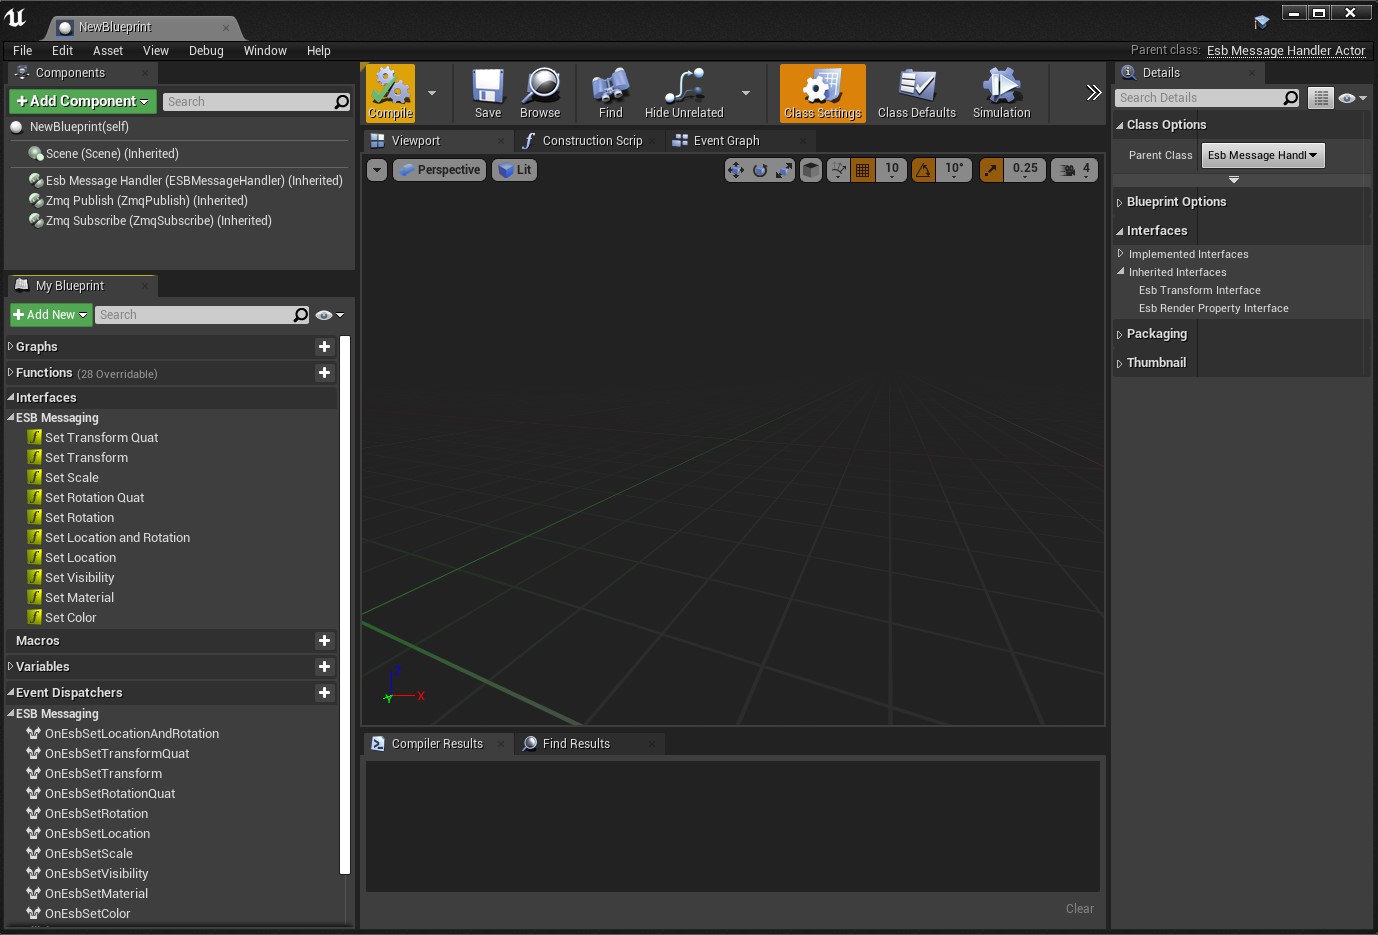 NewBlueprint
File Edit Asset View Debug Window Help
Parent class: Esb Message Handler Actor
Components
Add Component
Search
NewBlueprint(self)
Scene (Scene) (Inherited)
Esb Message Handler (ESBMessageHandler) (Inherited)
Zmq Publish (ZmqPublish) (Inherited)
Zmq Subscribe (ZmqSubscribe) (Inherited)
My Blueprint
Add New
Search
Graphs
Functions (28 Overridable)
Interfaces
ESB Messaging
Set Transform Quat
Set Transform
Set Scale
Set Rotation Quat
Set Rotation
Set Location and Rotation
Set Location
Set Visibility
Set Material
Set Color
Macros
Variables
Event Dispatchers
ESB Messaging
OnEsbSetLocationAndRotation
OnEsbSetTransformQuat
OnEsbSetTransform
OnEsbSetRotationQuat
OnEsbSetRotation
OnEsbSetLocation
OnEsbSetScale
OnEsbSetVisibility
OnEsbSetMaterial
OnEsbSetColor
Compile Save Browse Find Hide Unrelated Class Settings Class Defaults Simulation
Viewport Construction Scrip Event Graph
Perspective Lit 10 10° 0.25 4
Z
X
Y
Compiler Results Find Results
Clear
Details
Search Details
Class Options
Parent Class Esb Message Handl
Blueprint Options
Interfaces
Implemented Interfaces
Inherited Interfaces
Esb Transform Interface
Esb Render Property Interface
Packaging
Thumbnail